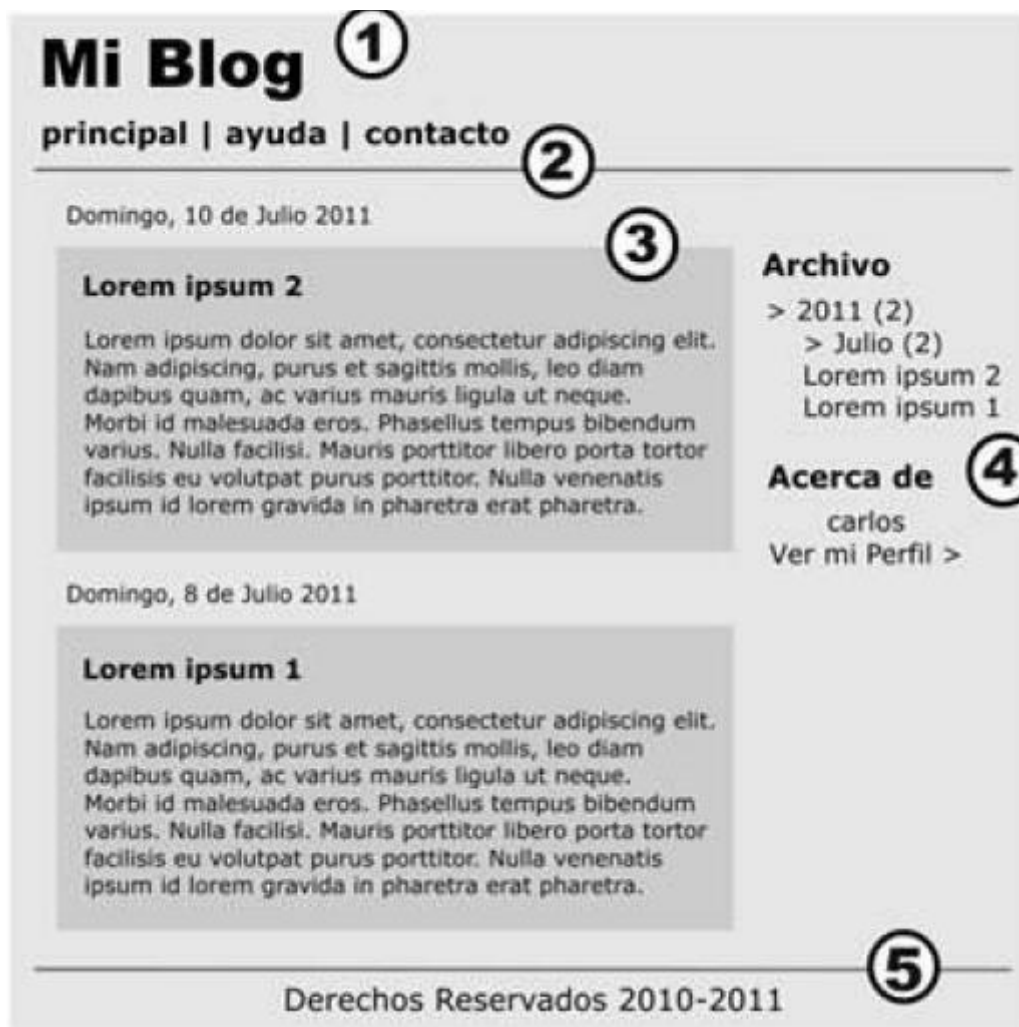 Mi Blog 1
principal | ayuda | contacto 2
Domingo, 10 de Julio 2011
3
Lorem ipsum 2
Lorem ipsum dolor sit amet, consectetur adipiscing elit.
Nam adipiscing, purus et sagittis mollis, leo diam
dapibus quam, ac varius mauris ligula ut neque.
Morbi id malesuada eros. Phasellus tempus bibendum
varius. Nulla facilisi. Mauris porttitor libero porta tortor
facilisis eu volutpat purus porttitor. Nulla venenatis
ipsum id lorem gravida in pharetra erat pharetra.
Domingo, 8 de Julio 2011
Lorem ipsum 1
Lorem ipsum dolor sit amet, consectetur adipiscing elit.
Nam adipiscing, purus et sagittis mollis, leo diam
dapibus quam, ac varius mauris ligula ut neque.
Morbi id malesuada eros. Phasellus tempus bibendum
varius. Nulla facilisi. Mauris porttitor libero porta tortor
facilisis eu volutpat purus porttitor. Nulla venenatis
ipsum id lorem gravida in pharetra erat pharetra.
Archivo
> 2011 (2)
> Julio (2)
Lorem ipsum 2
Lorem ipsum 1
Acerca de 4
carlos
Ver mi Perfil >
5
Derechos Reservados 2010-2011